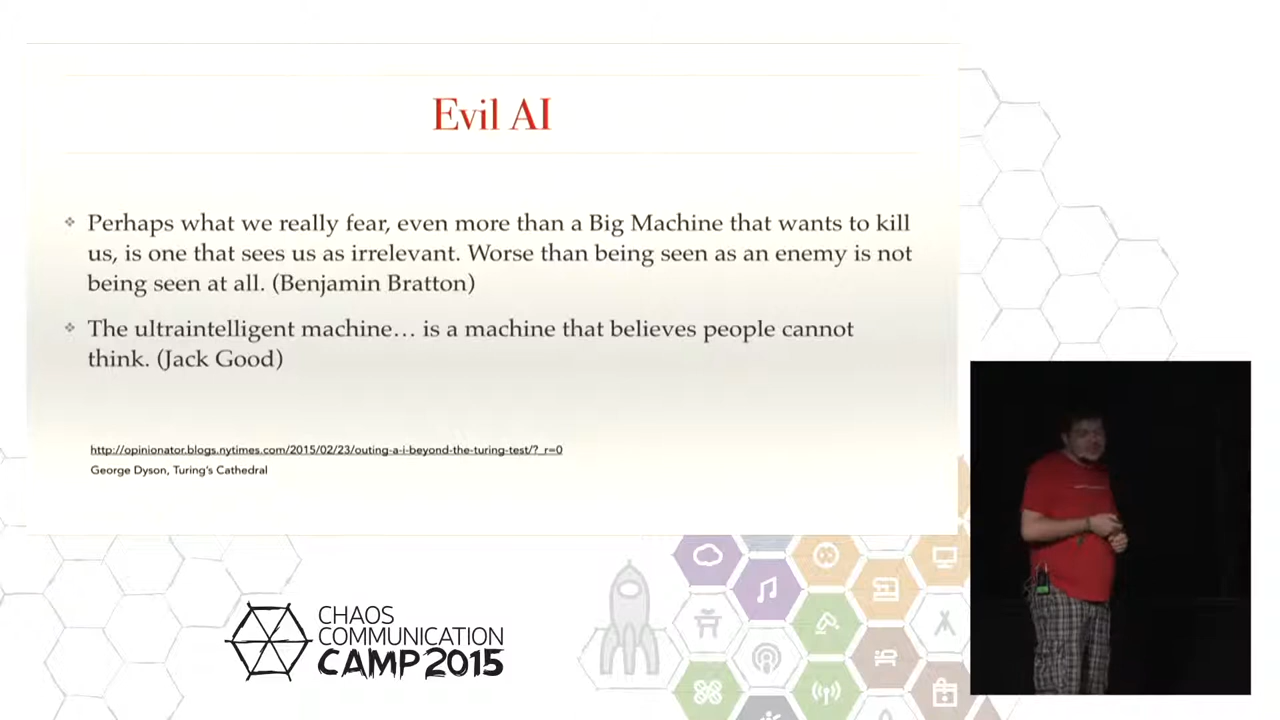 Evil AI
❖ Perhaps what we really fear, even more than a Big Machine that wants to kill
us, is one that sees us as irrelevant. Worse than being seen as an enemy is not
being seen at all. (Benjamin Bratton)
❖ The ultraintelligent machine… is a machine that believes people cannot
think. (Jack Good)
http://opinionator.blogs.nytimes.com/2015/02/23/outing-a-i-beyond-the-turing-test/?_r=0
George Dyson, Turing's Cathedral
CHAOS
COMMUNICATION
CAMP 2015